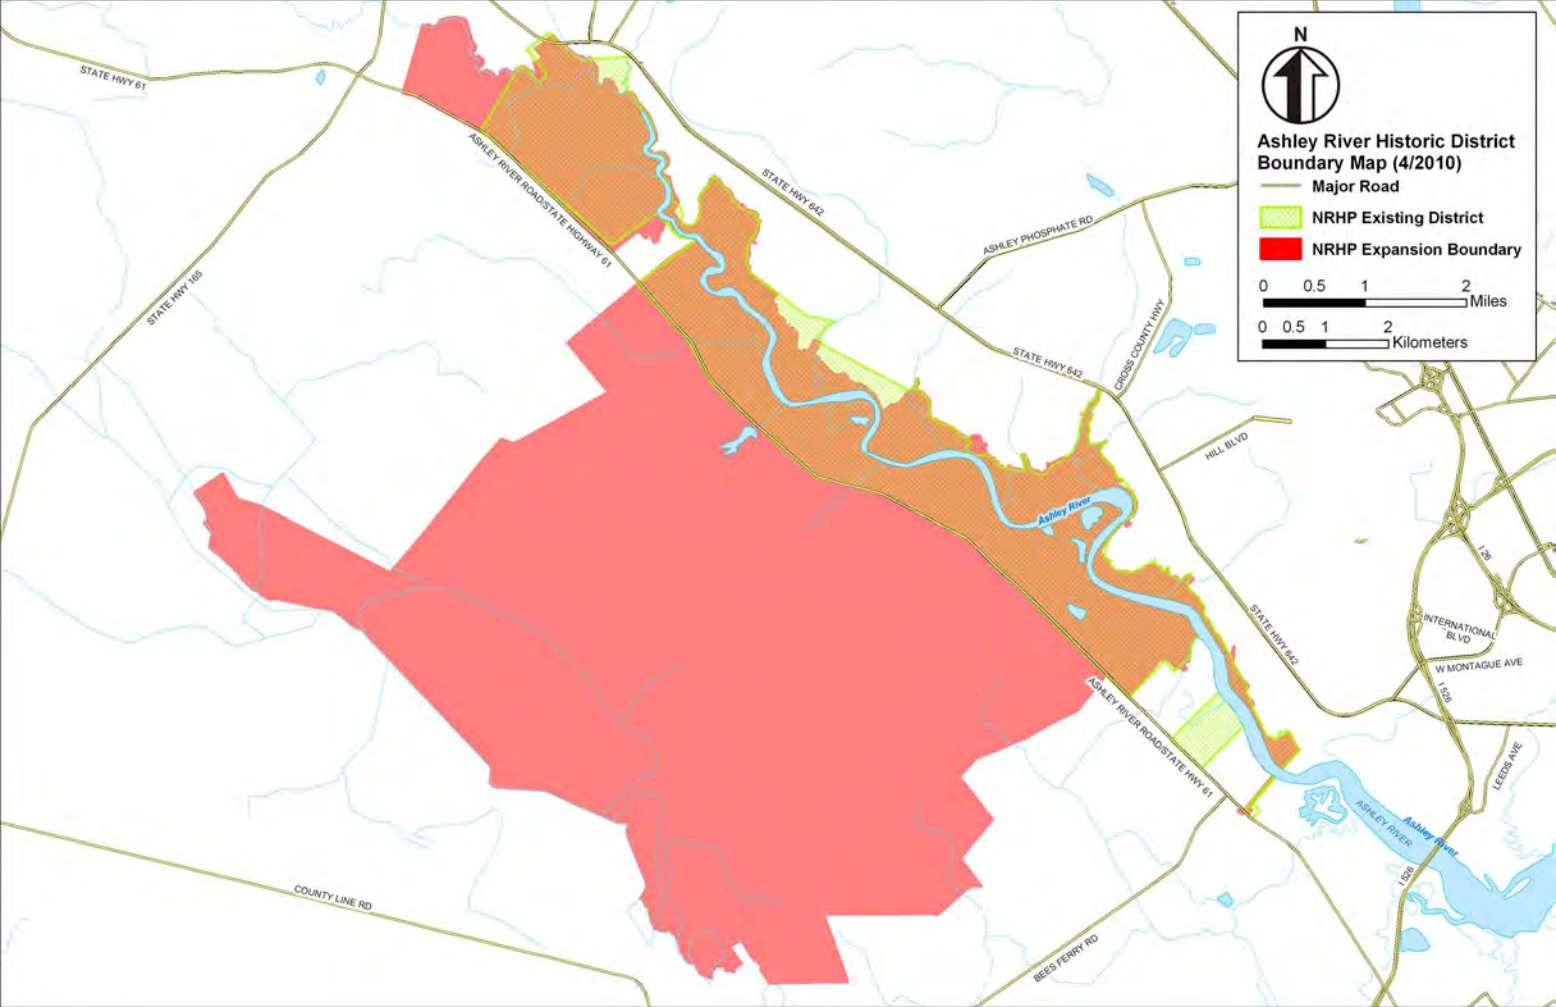 N
Ashley River Historic District
Boundary Map (4/2010)
Major Road
NRHP Existing District
NRHP Expansion Boundary
0 0.5 1 2
Miles
0 0.5 1 2
Kilometers
STATE HWY 61
ASHLEY RIVER ROAD/STATE HIGHWAY 61
STATE HWY 642
ASHLEY PHOSPHATE RD
STATE HWY 165
CROSS COUNTY HWY
STATE HWY 642
HILL BLVD
Ashley River
I 26
STATE HWY 642
INTERNATIONAL
BLVD
W MONTAGUE AVE
I 526
ASHLEY RIVER ROAD/STATE HWY 61
LEEDS AVE
ASHLEY RIVER
Ashley River
I 526
COUNTY LINE RD
BEES FERRY RD